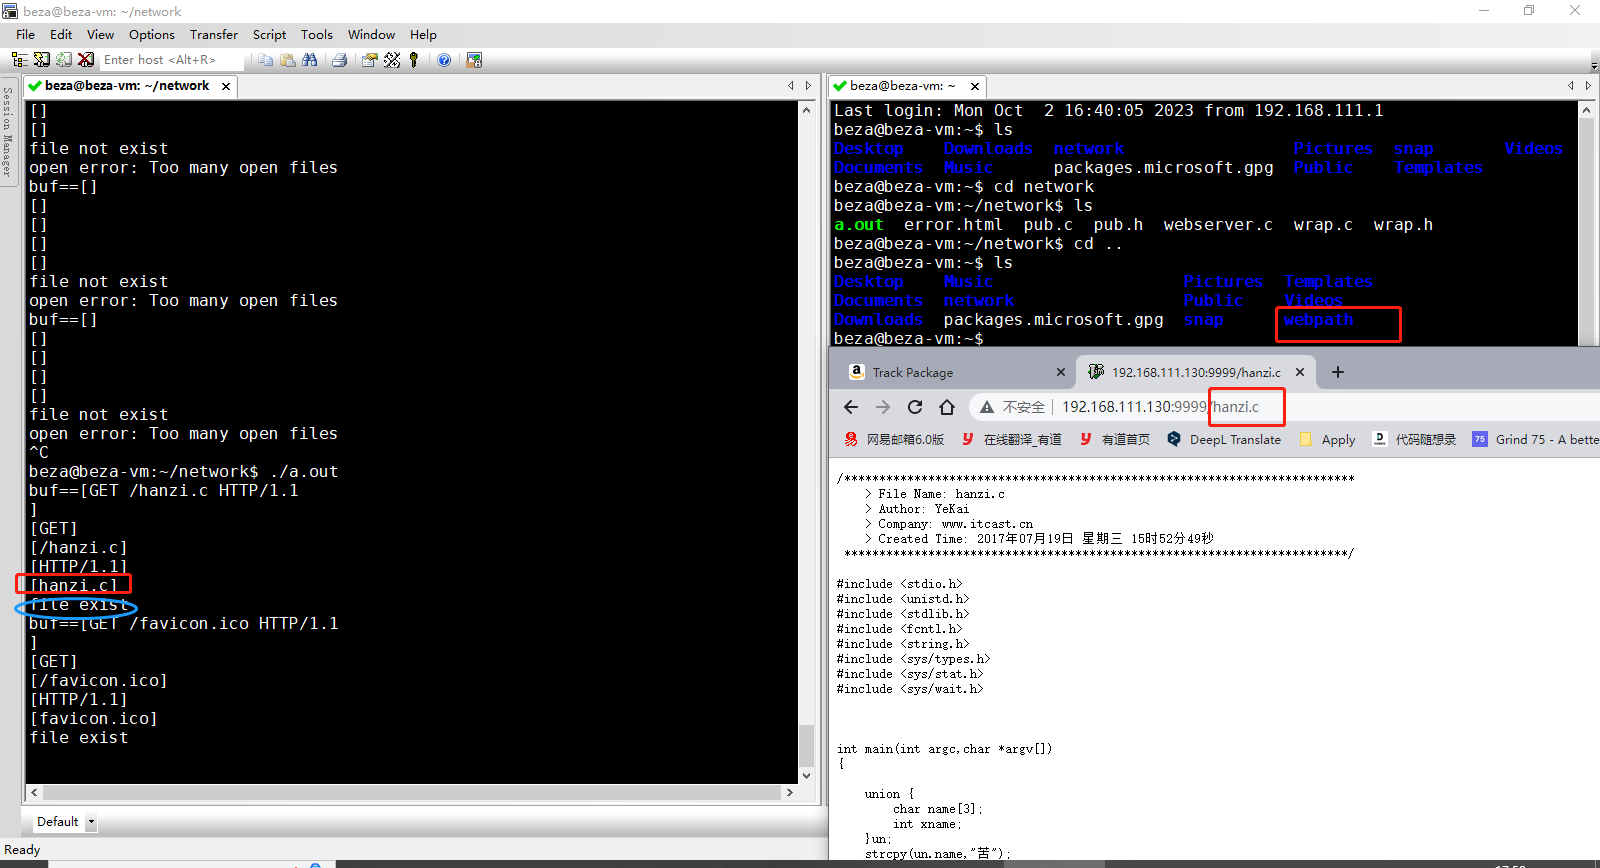 beza@beza-vm: ~/network
File Edit View Options Transfer Script Tools Window Help
Enter host <Alt+R>
Session Manager
beza@beza-vm: ~/network
[]
[]
file not exist
open error: Too many open files
buf==[]
[]
[]
[]
[]
file not exist
open error: Too many open files
buf==[]
[]
[]
[]
[]
file not exist
open error: Too many open files
^C
beza@beza-vm:~/network$ ./a.out
buf==[GET /hanzi.c HTTP/1.1
]
[GET]
[/hanzi.c]
[HTTP/1.1]
[hanzi.c]
file exist
buf==[GET /favicon.ico HTTP/1.1
]
[GET]
[/favicon.ico]
[HTTP/1.1]
[favicon.ico]
file exist
Default
Ready
beza@beza-vm: ~
Last login: Mon Oct  2 16:40:05 2023 from 192.168.111.1
beza@beza-vm:~$ ls
Desktop Downloads network Pictures snap Videos
Documents Music packages.microsoft.gpg Public Templates
beza@beza-vm:~$ cd network
beza@beza-vm:~/network$ ls
a.out error.html pub.c pub.h webserver.c wrap.c wrap.h
beza@beza-vm:~/network$ cd ..
beza@beza-vm:~$ ls
Desktop Music Pictures Templates
Documents network Public Videos
Downloads packages.microsoft.gpg snap webpath
beza@beza-vm:~$
Track Package
192.168.111.130:9999/hanzi.c
不安全 192.168.111.130:9999/hanzi.c
网易邮箱6.0版 在线翻译_有道 有道首页 DeepL Translate Apply 代码随想录 75 Grind 75 - A bette
/**************************************************************************
> File Name: hanzi.c
> Author: YeKai
> Company: www.itcast.cn
> Created Time: 2017年07月19日 星期三 15时52分49秒
*************************************************************************/
#include <stdio.h>
#include <unistd.h>
#include <stdlib.h>
#include <fcntl.h>
#include <string.h>
#include <sys/types.h>
#include <sys/stat.h>
#include <sys/wait.h>
int main(int argc,char *argv[])
{
union {
char name[3];
int xname;
}un;
strcpy(un.name,"苦");